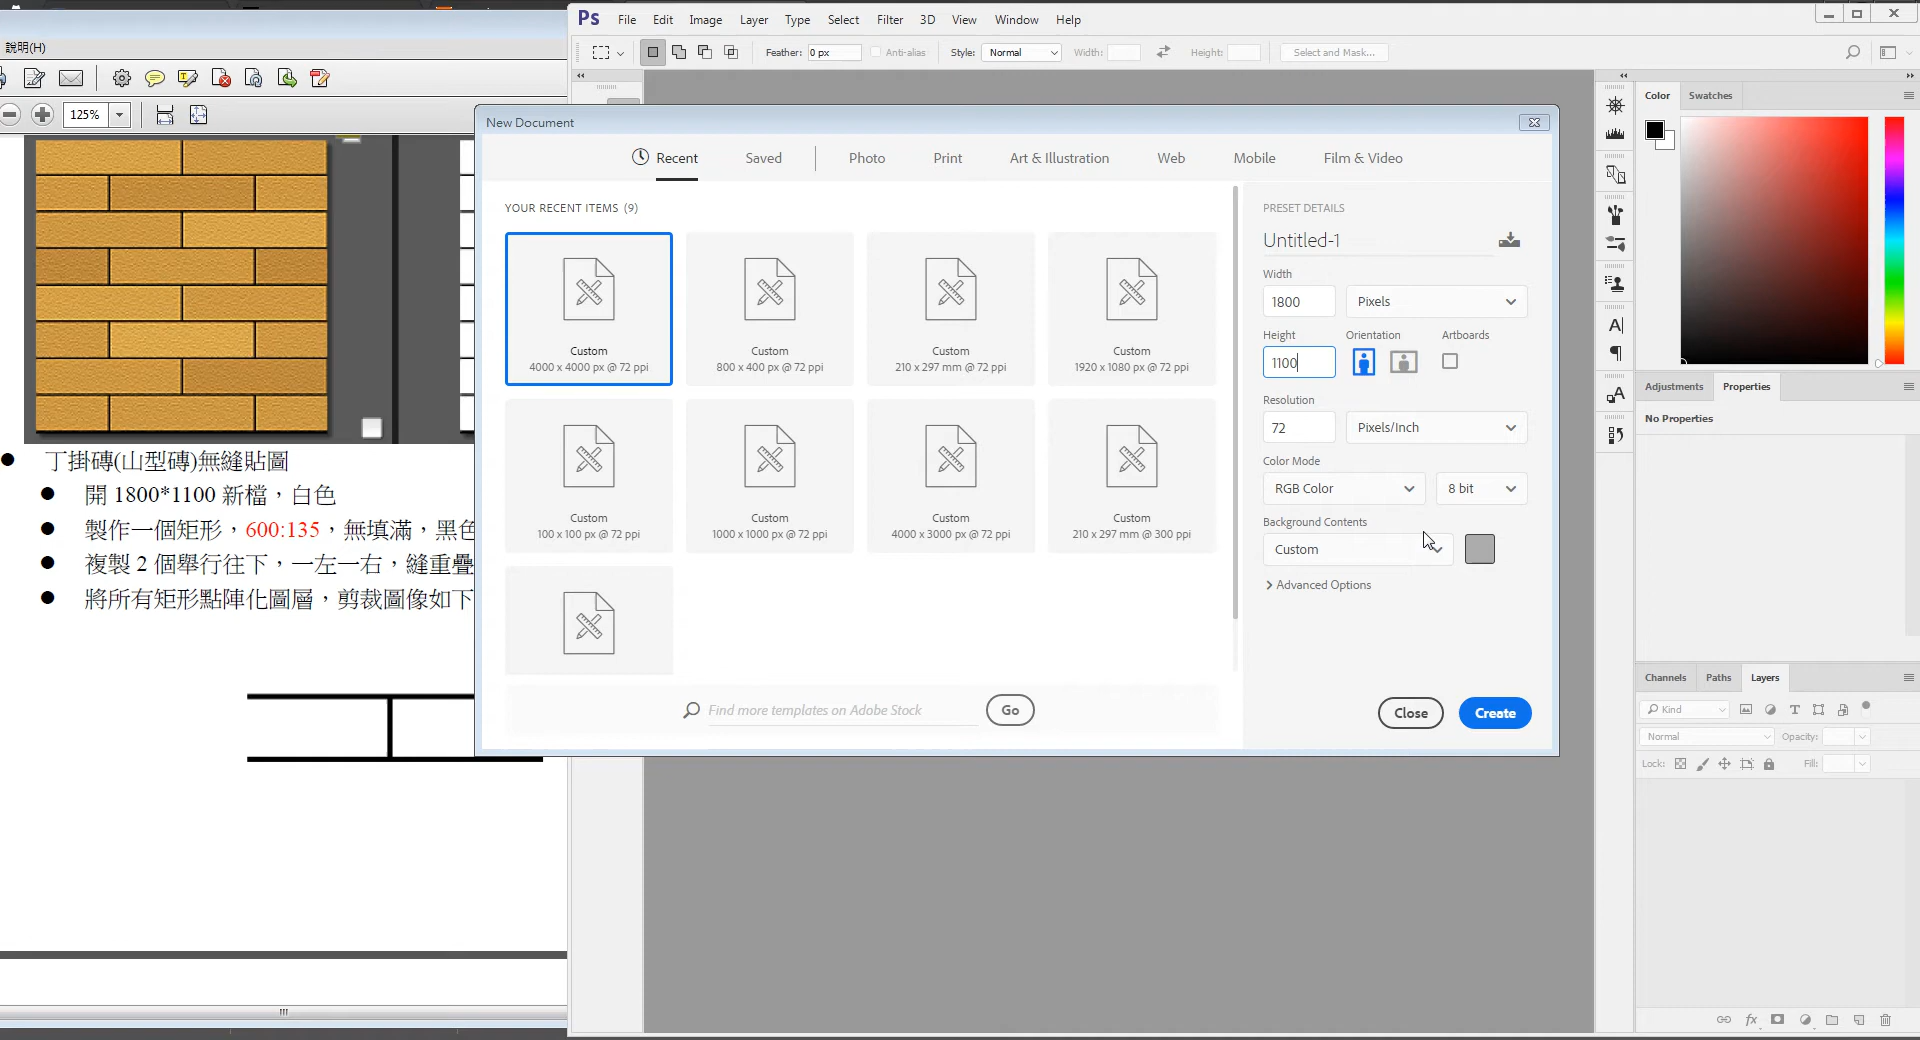 說明(H)
125%
丁掛磚(山型磚)無縫貼圖
開 1800*1100 新檔，白色
製作一個矩形，600:135，無填滿，黑色
複製 2 個舉行往下，一左一右，縫重疊
將所有矩形點陣化圖層，剪裁圖像如下
Ps File Edit Image Layer Type Select Filter 3D View Window Help
Feather: 0 px Anti-alias Style: Normal Width: Height: Select and Mask...
New Document
Recent Saved Photo Print Art & Illustration Web Mobile Film & Video
YOUR RECENT ITEMS (9)
Custom
4000 x 4000 px @ 72 ppi
Custom
800 x 400 px @ 72 ppi
Custom
210 x 297 mm @ 72 ppi
Custom
1920 x 1080 px @ 72 ppi
Custom
100 x 100 px @ 72 ppi
Custom
1000 x 1000 px @ 72 ppi
Custom
4000 x 3000 px @ 72 ppi
Custom
210 x 297 mm @ 300 ppi
Find more templates on Adobe Stock Go
PRESET DETAILS
Untitled-1
Width
1800 Pixels
Height Orientation Artboards
1100
Resolution
72 Pixels/Inch
Color Mode
RGB Color 8 bit
Background Contents
Custom
Advanced Options
Close Create
Color Swatches
Adjustments Properties
No Properties
Channels Paths Layers
Kind
Normal Opacity:
Lock: Fill: